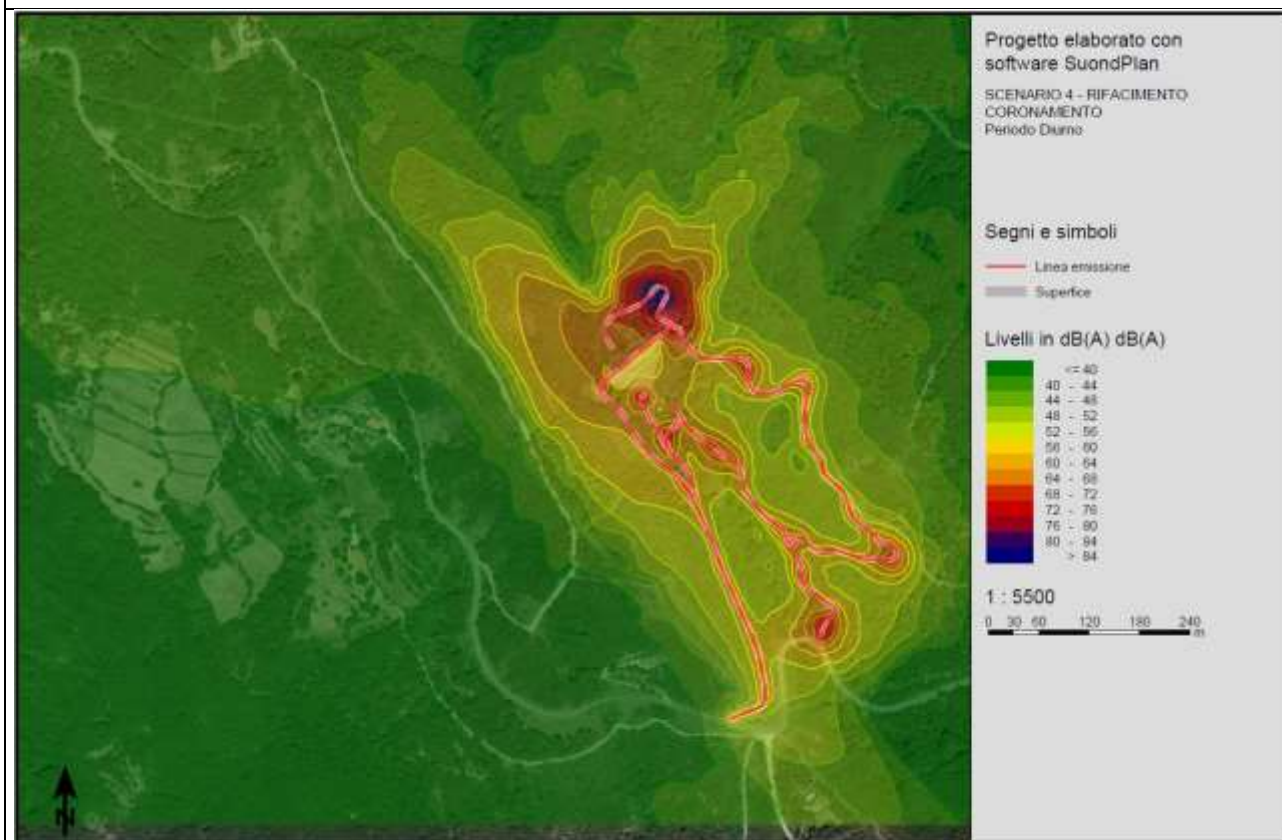 Progetto elaborato con
software SuondPlan
SCENARIO 4 - RIFACIMENTO
CORONAMENTO
Periodo Diurno
Segni e simboli
Linea emissione
Superfice
Livelli in dB(A) dB(A)
<= 40
40 - 44
44 - 48
48 - 52
52 - 56
56 - 60
60 - 64
64 - 68
68 - 72
72 - 76
76 - 80
80 - 84
> 84
1 : 5500
0 30 60 120 180 240
m
N